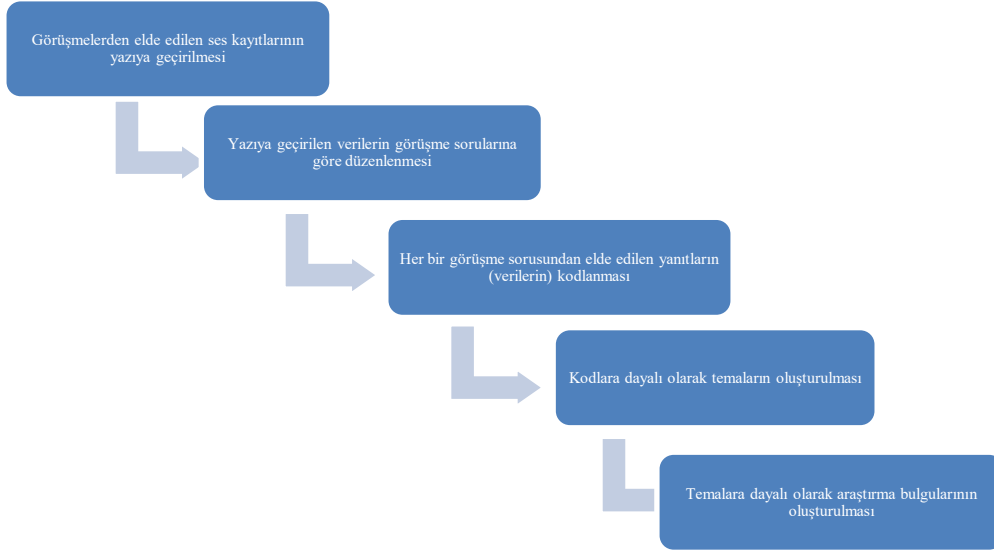 Görüşmelerden elde edilen ses kayıtlarının
yazıya geçirilmesi
Yazıya geçirilen verilerin görüşme sorularına
göre düzenlenmesi
Her bir görüşme sorusundan elde edilen yanıtların
(verilerin) kodlanması
Kodlara dayalı olarak temaların oluşturulması
Temalara dayalı olarak araştırma bulgularının
oluşturulması